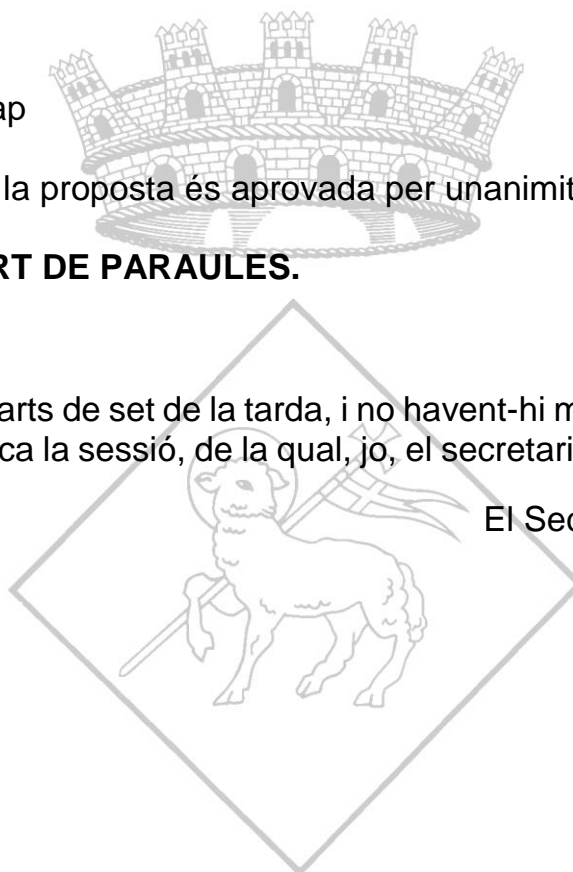 ap
la proposta és aprovada per unanimit
RT DE PARAULES.
arts de set de la tarda, i no havent-hi m
ca la sessió, de la qual, jo, el secretari
El Sec